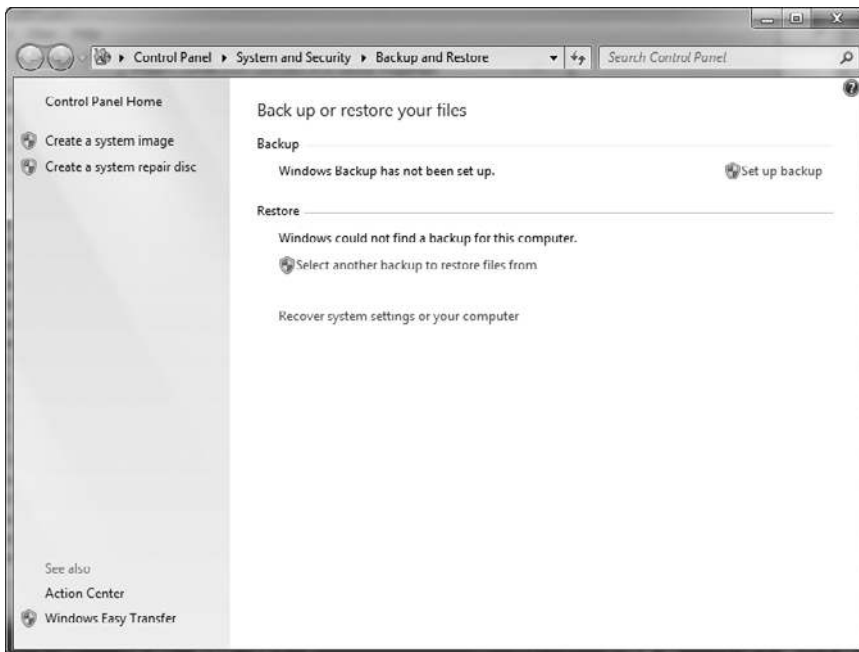 Control Panel ▸ System and Security ▸ Backup and Restore
Search Control Panel
Control Panel Home
Create a system image
Create a system repair disc
Back up or restore your files
Backup
Windows Backup has not been set up.
Set up backup
Restore
Windows could not find a backup for this computer.
Select another backup to restore files from
Recover system settings or your computer
See also
Action Center
Windows Easy Transfer